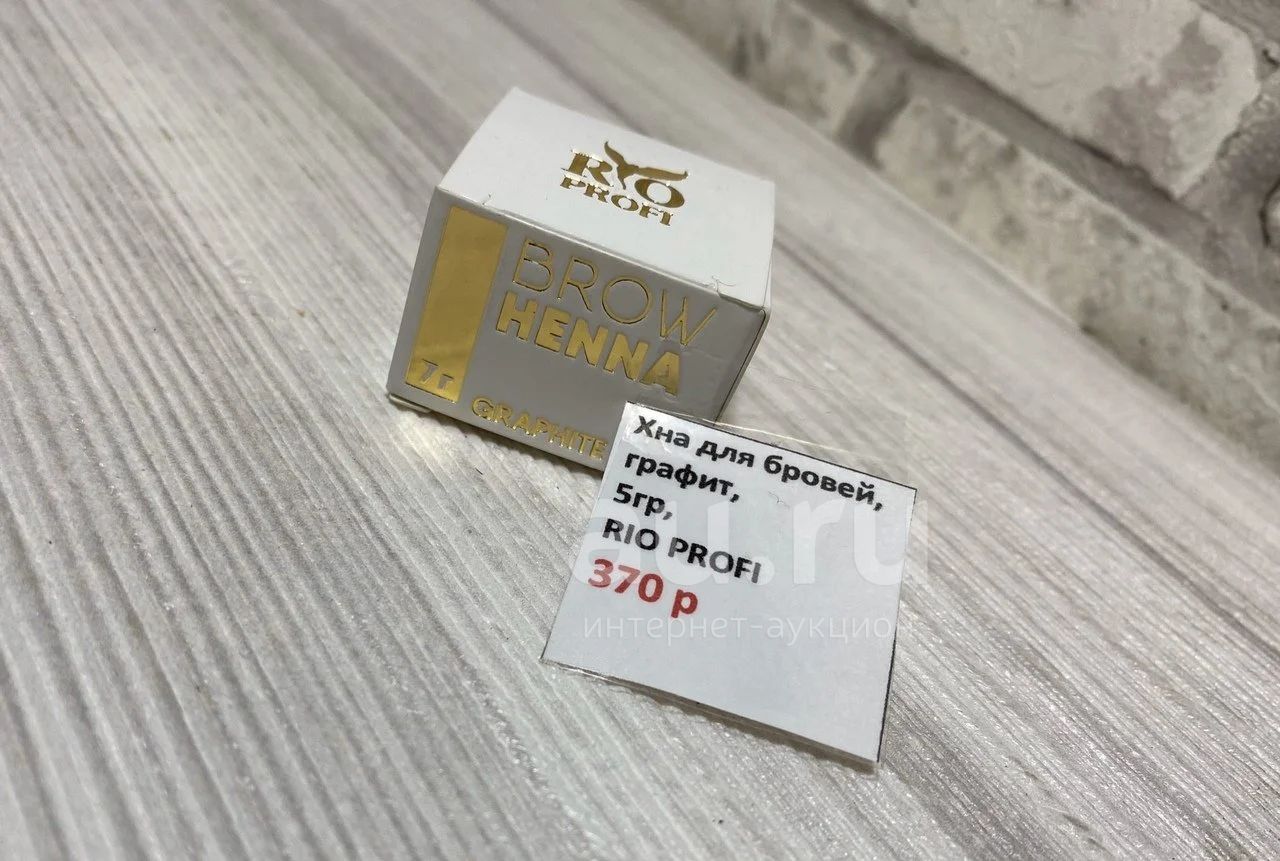 RIO
PROFI
BROW
HENNA
7г
GRAPHITE
Хна для бровей,
графит,
5гр,
RIO PROFI
370 р
au.ru
интернет-аукцио